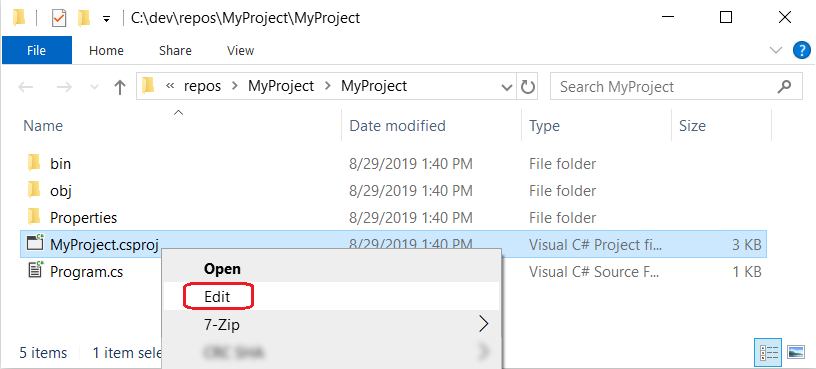 C:\dev\repos\MyProject\MyProject
File Home Share View
« repos > MyProject > MyProject Search MyProject
Name Date modified Type Size
bin 8/29/2019 1:40 PM File folder
obj 8/29/2019 1:40 PM File folder
Properties 8/29/2019 1:40 PM File folder
MyProject.csproj 8/29/2019 1:40 PM Visual C# Project fi... 3 KB
Program.cs Visual C# Source F... 1 KB
Open
Edit
7-Zip
5 items 1 item sele